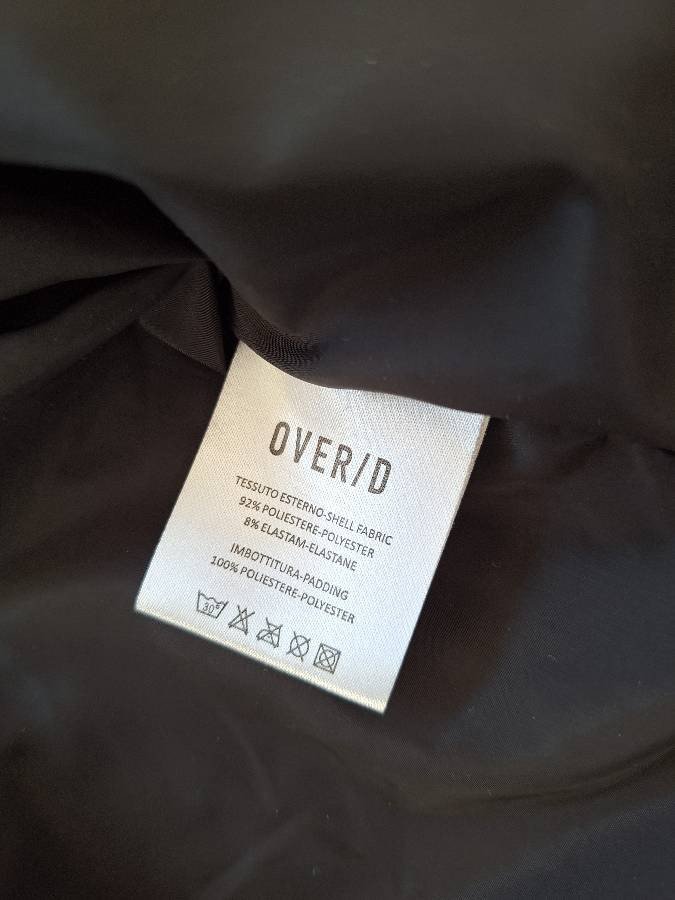 OVER/D
TESSUTO ESTERNO-SHELL FABRIC
92% POLIESTERE-POLYESTER
8% ELASTAM-ELASTANE
IMBOTTITURA-PADDING
100% POLIESTERE-POLYESTER
30°